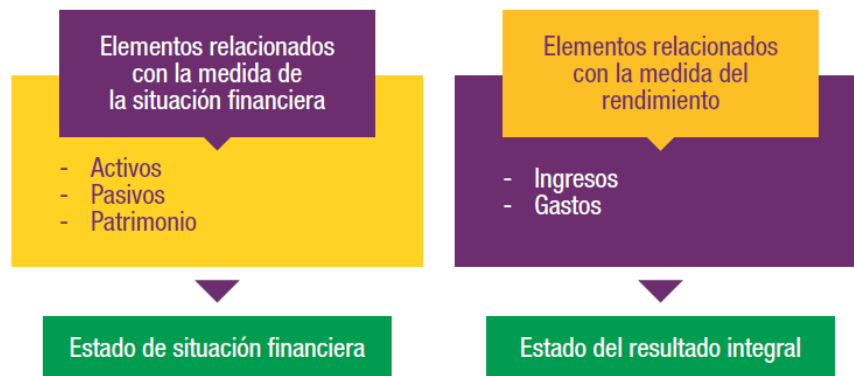 Elementos relacionados
con la medida de
la situación financiera
- Activos
- Pasivos
- Patrimonio
Estado de situación financiera
Elementos relacionados
con la medida del
rendimiento
- Ingresos
- Gastos
Estado del resultado integral